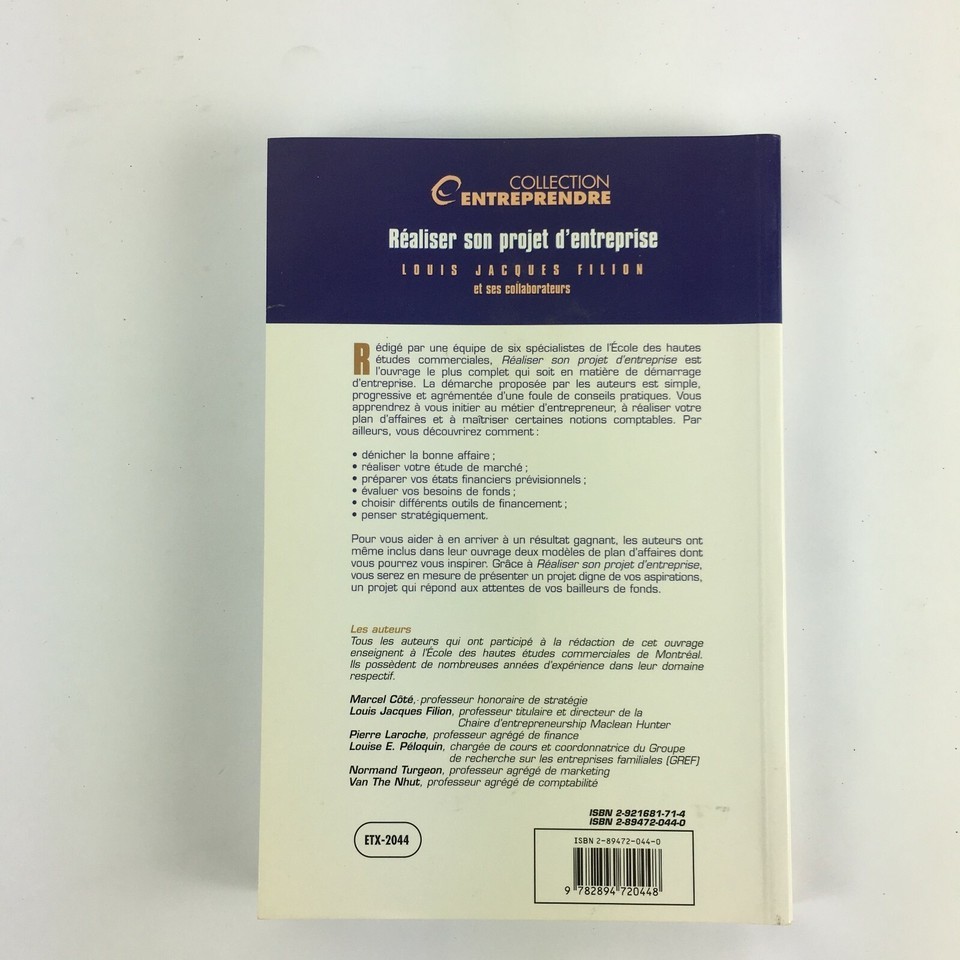 COLLECTION
ENTREPRENDRE
Réaliser son projet d'entreprise
LOUIS JACQUES FILION
et ses collaborateurs
Rédigé par une équipe de six spécialistes de l'École des hautes
études commerciales, Réaliser son projet d'entreprise est
l'ouvrage le plus complet qui soit en matière de démarrage
d'entreprise. La démarche proposée par les auteurs est simple,
progressive et agrémentée d'une foule de conseils pratiques. Vous
apprendrez à vous initier au métier d'entrepreneur, à réaliser votre
plan d'affaires et à maîtriser certaines notions comptables. Par
ailleurs, vous découvrirez comment :
• dénicher la bonne affaire ;
• réaliser votre étude de marché ;
• préparer vos états financiers prévisionnels ;
• évaluer vos besoins de fonds ;
• choisir différents outils de financement ;
• penser stratégiquement.
Pour vous aider à en arriver à un résultat gagnant, les auteurs ont
même inclus dans leur ouvrage deux modèles de plan d'affaires dont
vous pourrez vous inspirer. Grâce à Réaliser son projet d'entreprise,
vous serez en mesure de présenter un projet digne de vos aspirations,
un projet qui répond aux attentes de vos bailleurs de fonds.
Les auteurs
Tous les auteurs qui ont participé à la rédaction de cet ouvrage
enseignent à l'École des hautes études commerciales de Montréal.
Ils possèdent de nombreuses années d'expérience dans leur domaine
respectif.
Marcel Côté, professeur honoraire de stratégie
Louis Jacques Filion, professeur titulaire et directeur de la
Chaire d'entrepreneurship Maclean Hunter
Pierre Laroche, professeur agrégé de finance
Louise E. Péloquin, chargée de cours et coordonnatrice du Groupe
de recherche sur les entreprises familiales (GREF)
Normand Turgeon, professeur agrégé de marketing
Van The Nhut, professeur agrégé de comptabilité
ISBN 2-921681-71-4
ISBN 2-89472-044-0
ETX-2044
ISBN 2-89472-044-0
9 782894 720448